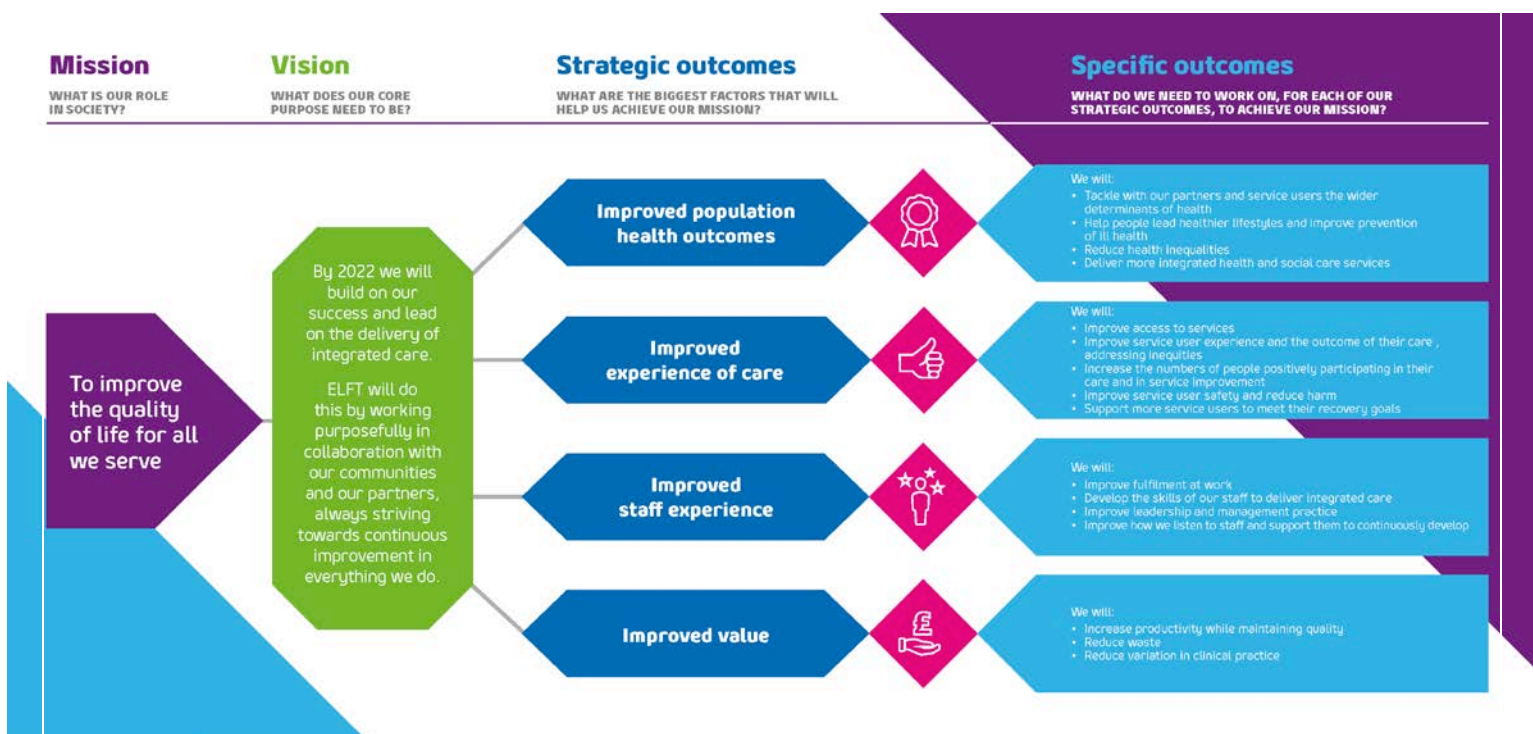 Mission
WHAT IS OUR ROLE
IN SOCIETY?
Vision
WHAT DOES OUR CORE
PURPOSE NEED TO BE?
Strategic outcomes
WHAT ARE THE BIGGEST FACTORS THAT WILL
HELP US ACHIEVE OUR MISSION?
Specific outcomes
WHAT DO WE NEED TO WORK ON, FOR EACH OF OUR
STRATEGIC OUTCOMES, TO ACHIEVE OUR MISSION?
To improve
the quality
of life for all
we serve
By 2022 we will
build on our
success and lead
on the delivery of
integrated care.
ELFT will do
this by working
purposefully in
collaboration with
our communities
and our partners,
always striving
towards continuous
improvement in
everything we do.
Improved population
health outcomes
We will:
• Tackle with our partners and service users the wider
determinants of health
• Help people lead healthier lifestyles and improve prevention
of ill health
• Reduce health inequalities
• Deliver more integrated health and social care services
Improved
experience of care
We will:
• Improve access to services
• Improve service user experience and the outcome of their care ,
addressing inequities
• Increase the numbers of people positively participating in their
care and in service improvement
• Improve service user safety and reduce harm
• Support more service users to meet their recovery goals
Improved
staff experience
We will:
• Improve fulfilment at work
• Develop the skills of our staff to deliver integrated care
• Improve leadership and management practice
• Improve how we listen to staff and support them to continuously develop
Improved value
£
We will:
• Increase productivity while maintaining quality
• Reduce waste
• Reduce variation in clinical practice